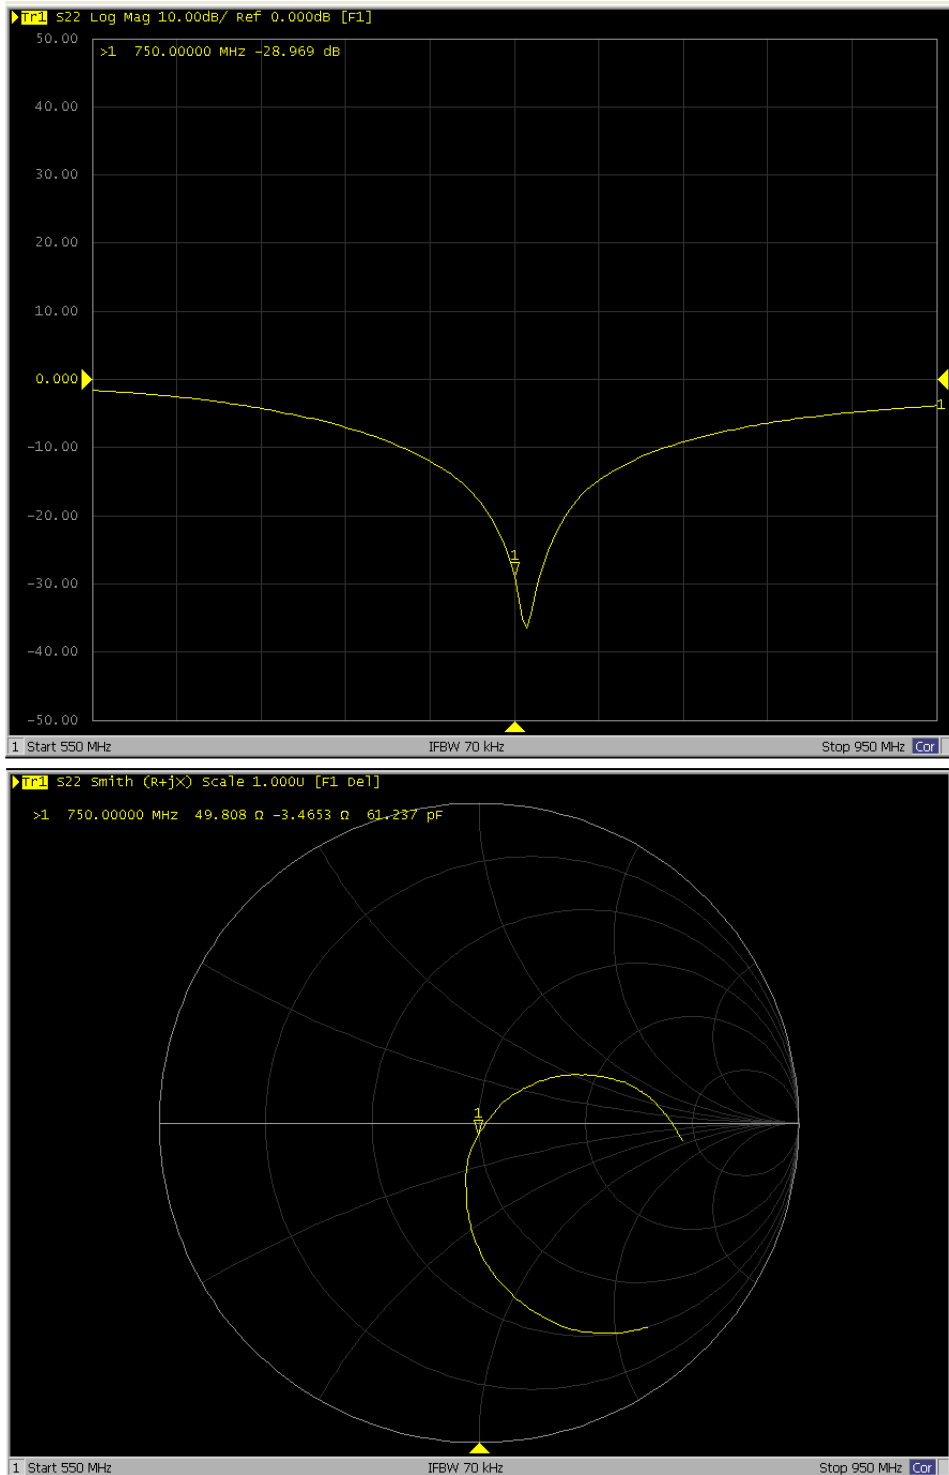 Tr1 S22 Log Mag 10.00dB/ Ref 0.000dB [F1]
50.00
>1 750.00000 MHz -28.969 dB
40.00
30.00
20.00
10.00
0.000
1
-10.00
-20.00
1
-30.00
-40.00
-50.00
1 Start 550 MHz IFBW 70 kHz Stop 950 MHz Cor
Tr1 S22 Smith (R+jX) Scale 1.000U [F1 Del]
>1 750.00000 MHz 49.808 Ω -3.4653 Ω 61.237 pF
1
1 Start 550 MHz IFBW 70 kHz Stop 950 MHz Cor